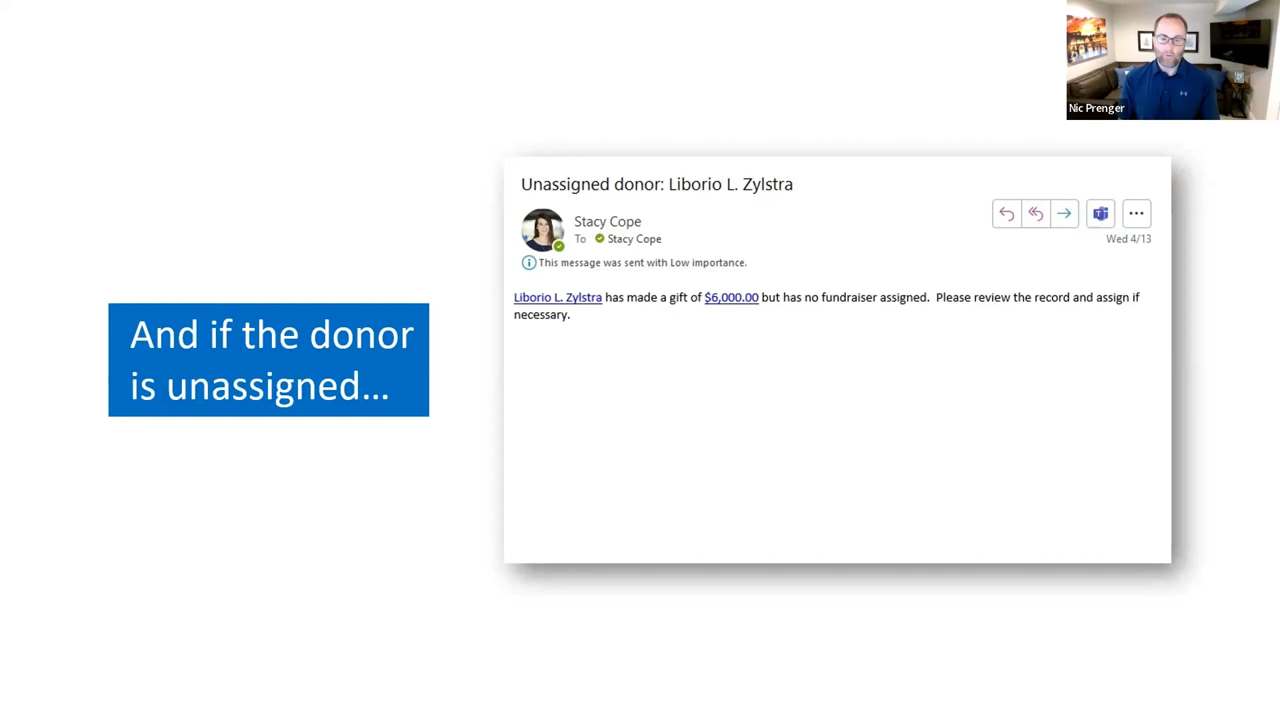 Nic Prenger
And if the donor
is unassigned…
Unassigned donor: Liborio L. Zylstra
Stacy Cope
To Stacy Cope
Wed 4/13
This message was sent with Low importance.
Liborio L. Zylstra has made a gift of $6,000.00 but has no fundraiser assigned.  Please review the record and assign if
necessary.